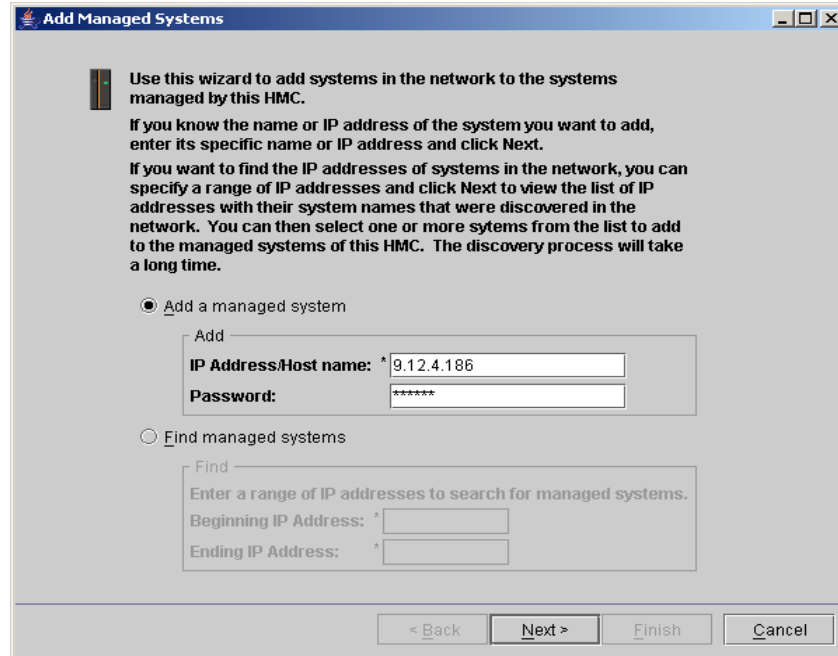 Add Managed Systems
Use this wizard to add systems in the network to the systems
managed by this HMC.
If you know the name or IP address of the system you want to add,
enter its specific name or IP address and click Next.
If you want to find the IP addresses of systems in the network, you can
specify a range of IP addresses and click Next to view the list of IP
addresses with their system names that were discovered in the
network. You can then select one or more sytems from the list to add
to the managed systems of this HMC. The discovery process will take
a long time.
Add a managed system
Add
IP Address/Host name: * 9.12.4.186
Password: ******
Find managed systems
Find
Enter a range of IP addresses to search for managed systems.
Beginning IP Address: *
Ending IP Address: *
< Back Next > Finish Cancel